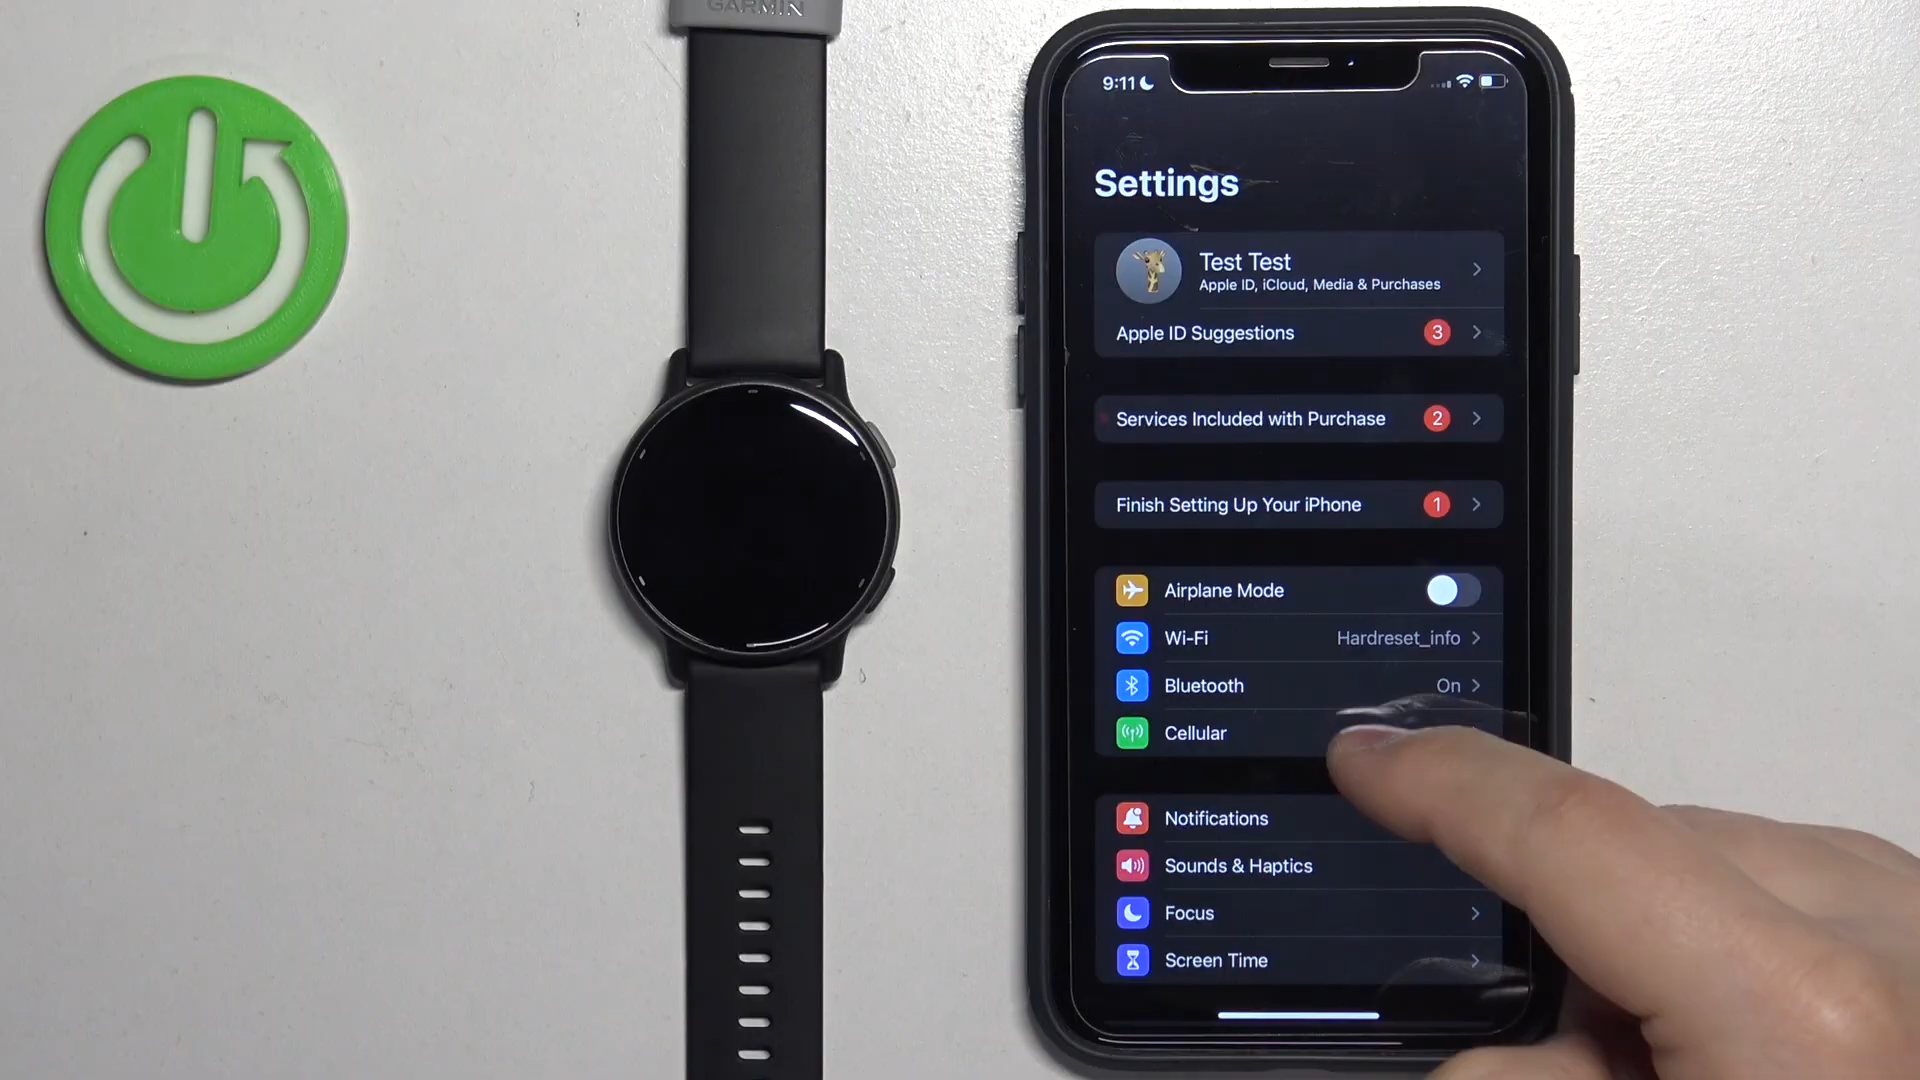 GARMIN
9:11
Settings
Test Test
Apple ID, iCloud, Media & Purchases
Apple ID Suggestions 3
Services Included with Purchase 2
Finish Setting Up Your iPhone 1
Airplane Mode
Wi-Fi Hardreset_info
Bluetooth On
Cellular
Notifications
Sounds & Haptics
Focus
Screen Time